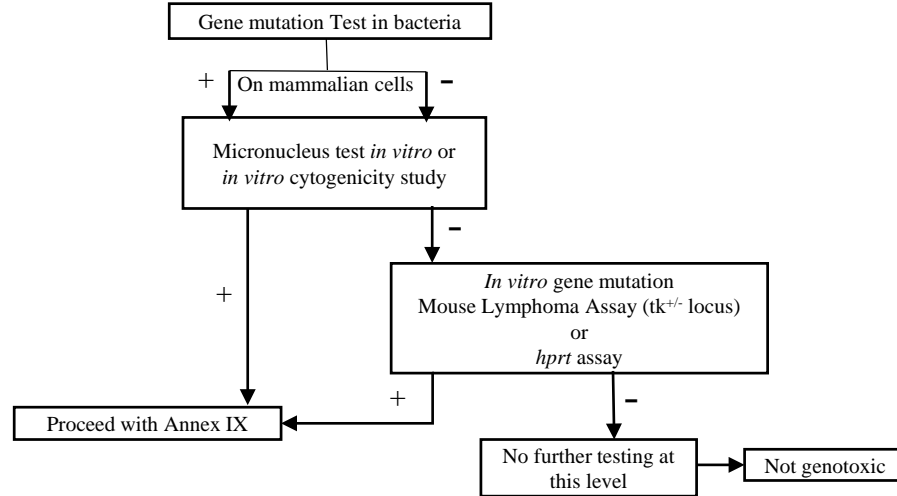 Gene mutation Test in bacteria
+ On mammalian cells -
Micronucleus test in vitro or
in vitro cytogenicity study
-
+
In vitro gene mutation
Mouse Lymphoma Assay (tk+/- locus)
or
hprt assay
+ -
Proceed with Annex IX
No further testing at
this level
Not genotoxic